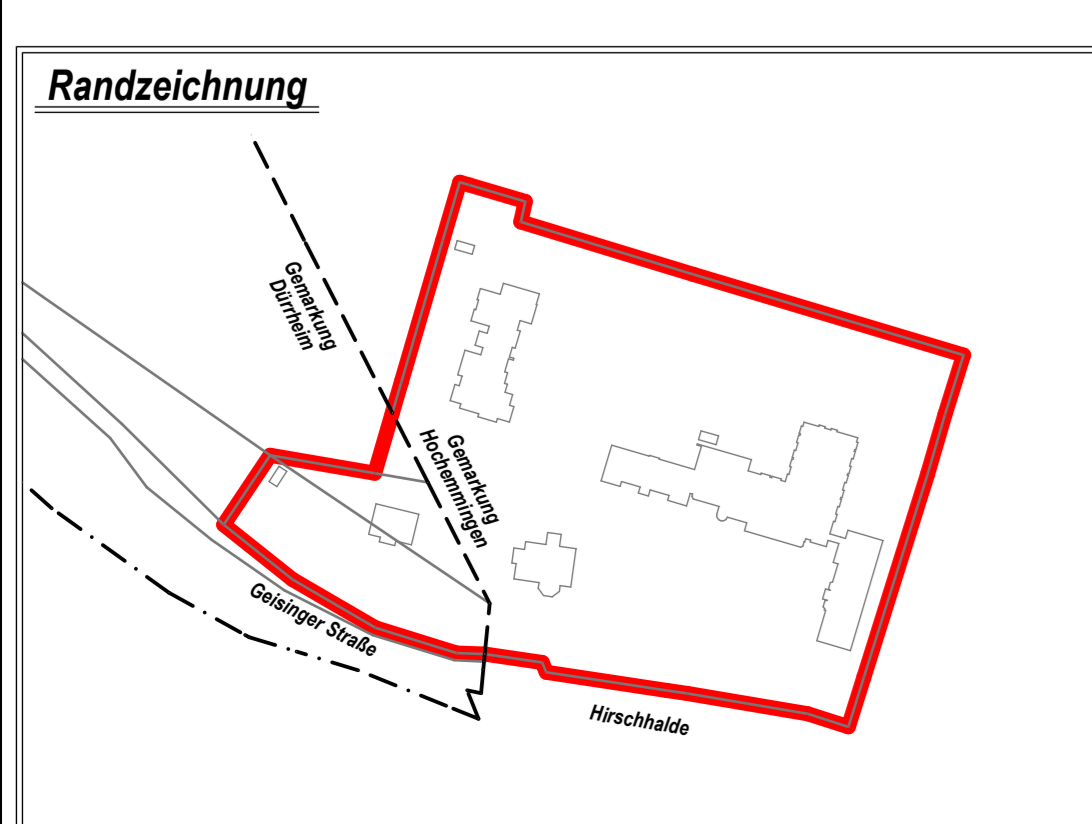 Randzeichnung
Gemarkung
Dürrheim
Gemarkung
Hochemmingen
Geisinger Straße
Hirschhalde